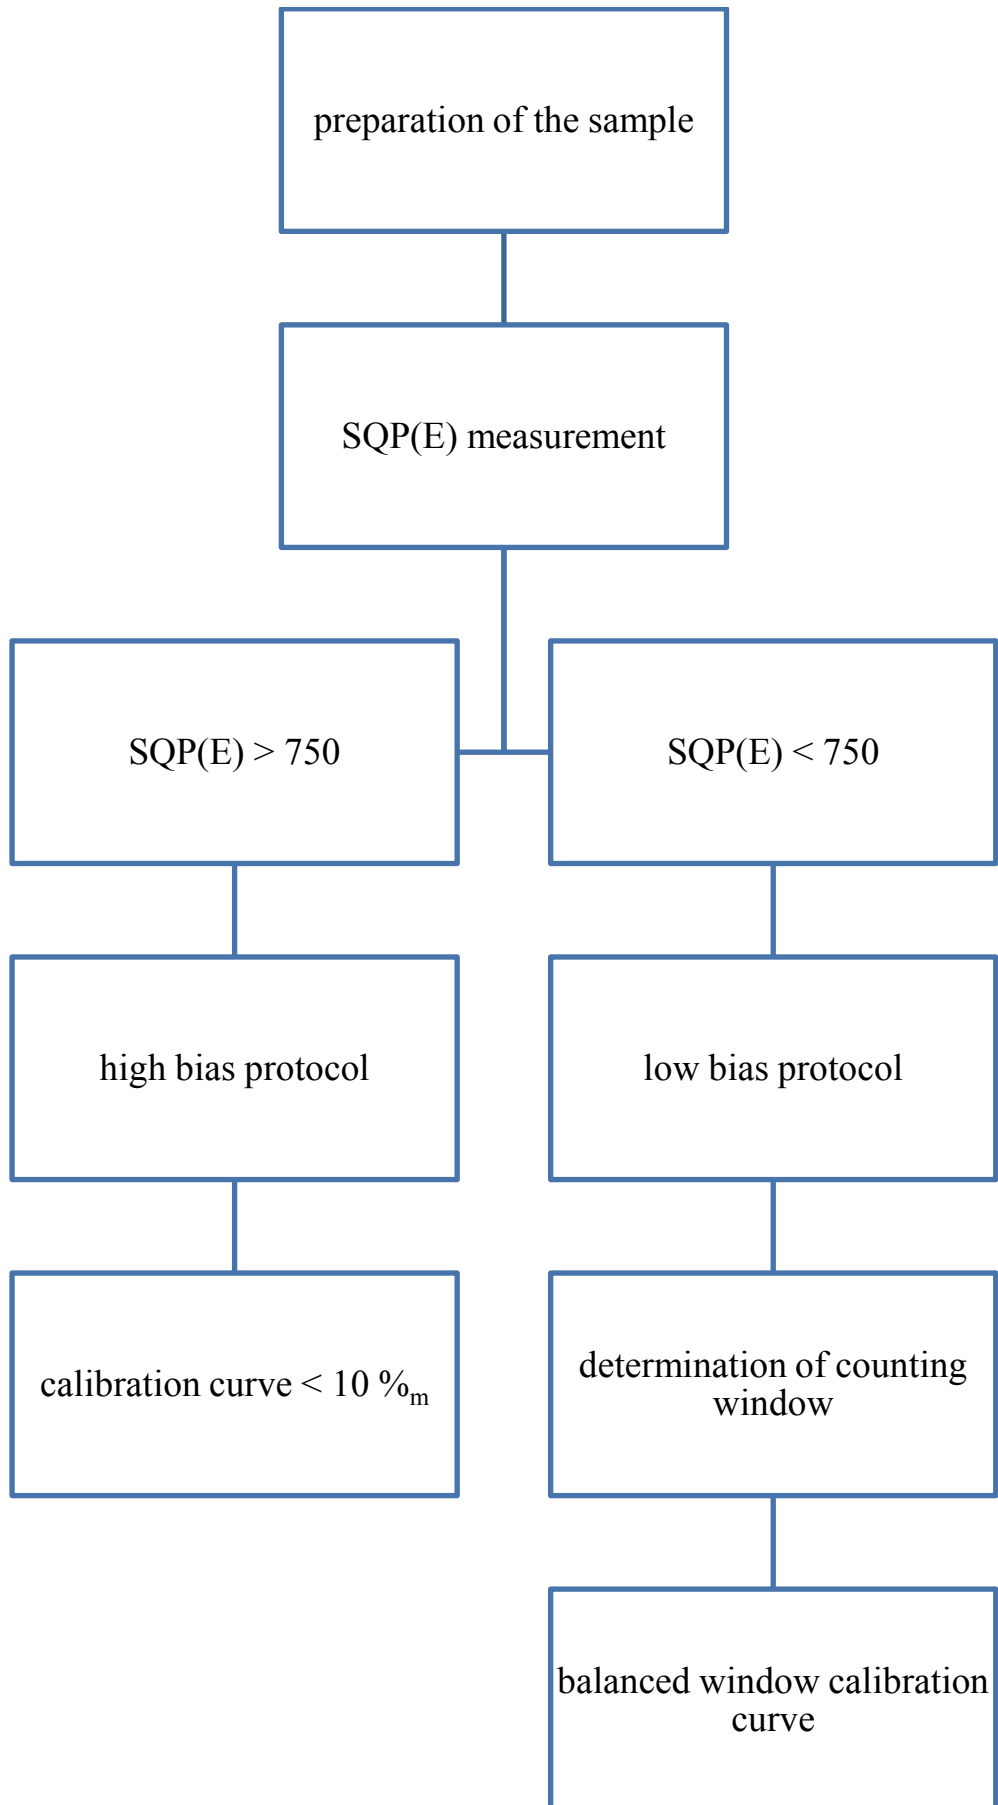 preparation of the sample
SQP(E) measurement
SQP(E) > 750
SQP(E) < 750
high bias protocol
low bias protocol
calibration curve < 10 %m
determination of counting
window
balanced window calibration
curve